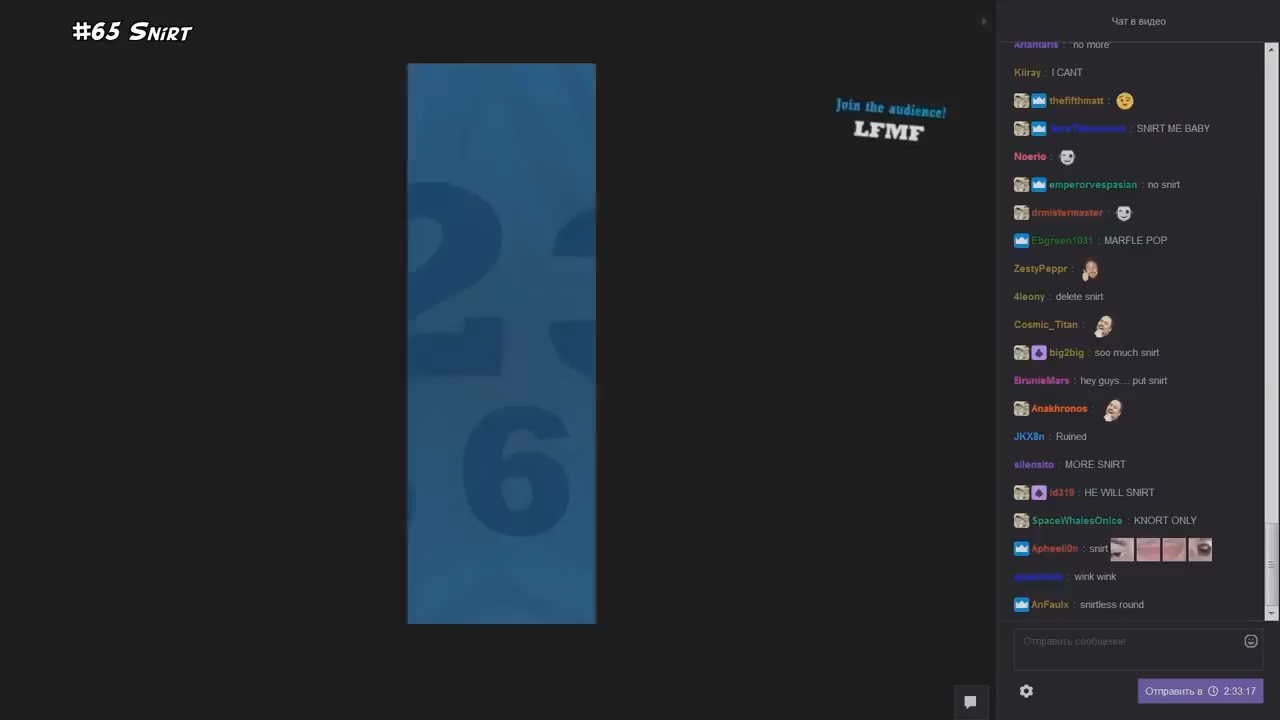 #65 Snirt
Join the audience!
LFMF
2
6
Чат в видео
Ariantaris : no more
Kiiray : I CANT
thefifthmatt :
: SNIRT ME BABY
Noerio :
emperorvespasian : no snirt
drmistermaster :
Ebgreen1031 : MARFLE POP
ZestyPeppr :
4leony : delete snirt
Cosmic_Titan :
big2big : soo much snirt
BrunieMars : hey guys.... put snirt
Anakhronos :
JKX8n : Ruined
silensito : MORE SNIRT
id319 : HE WILL SNIRT
SpaceWhalesOnIce : KNORT ONLY
: snirt
: wink wink
AnFaulx : snirtless round
Отправить сообщение
Отправить в 2:33:17